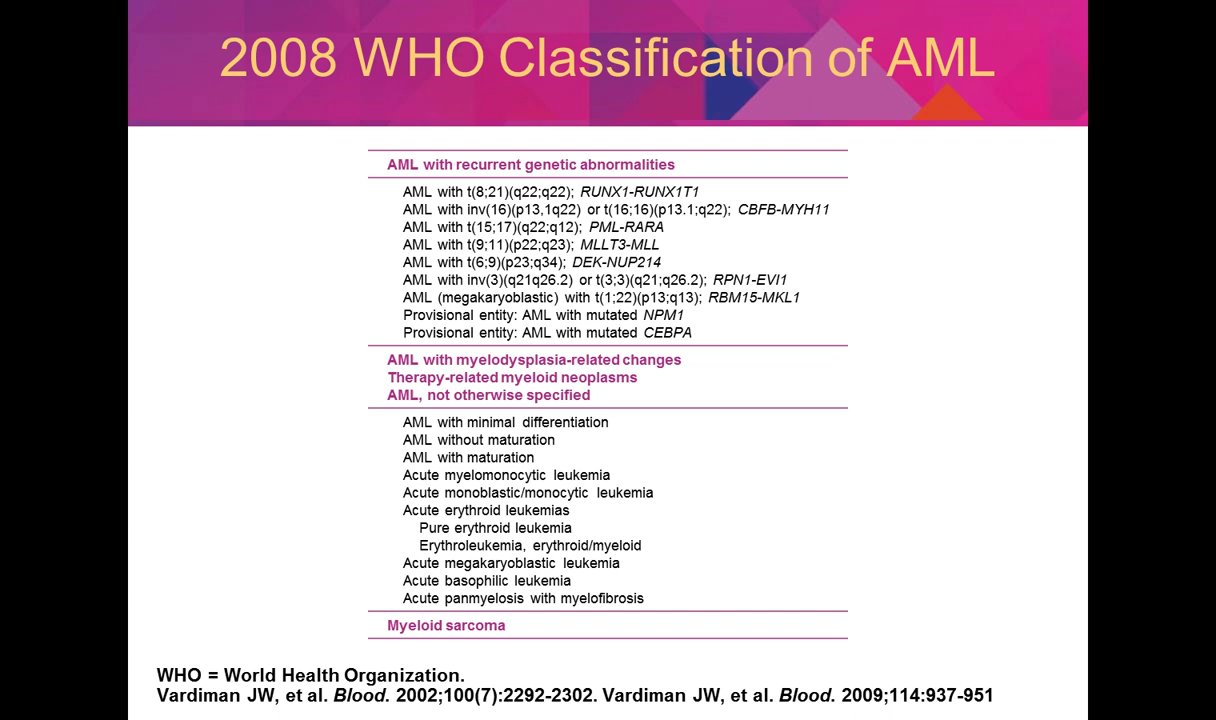 2008 WHO Classification of AML
AML with recurrent genetic abnormalities
AML with t(8;21)(q22;q22); RUNX1-RUNX1T1
AML with inv(16)(p13,1q22) or t(16;16)(p13.1;q22); CBFB-MYH11
AML with t(15;17)(q22;q12); PML-RARA
AML with t(9;11)(p22;q23); MLLT3-MLL
AML with t(6;9)(p23;q34); DEK-NUP214
AML with inv(3)(q21q26.2) or t(3;3)(q21;q26.2); RPN1-EVI1
AML (megakaryoblastic) with t(1;22)(p13;q13); RBM15-MKL1
Provisional entity: AML with mutated NPM1
Provisional entity: AML with mutated CEBPA
AML with myelodysplasia-related changes
Therapy-related myeloid neoplasms
AML, not otherwise specified
AML with minimal differentiation
AML without maturation
AML with maturation
Acute myelomonocytic leukemia
Acute monoblastic/monocytic leukemia
Acute erythroid leukemias
Pure erythroid leukemia
Erythroleukemia, erythroid/myeloid
Acute megakaryoblastic leukemia
Acute basophilic leukemia
Acute panmyelosis with myelofibrosis
Myeloid sarcoma
WHO = World Health Organization.
Vardiman JW, et al. Blood. 2002;100(7):2292-2302. Vardiman JW, et al. Blood. 2009;114:937-951